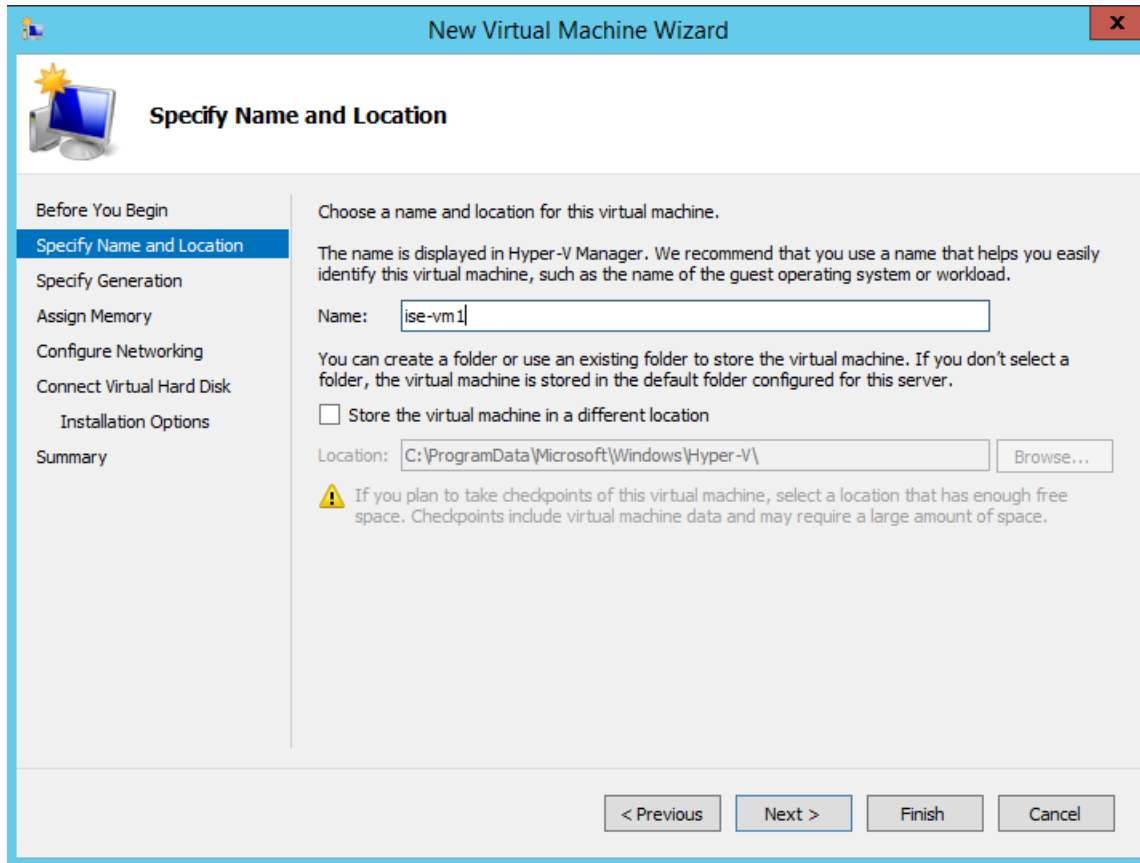 New Virtual Machine Wizard
x
Specify Name and Location
Before You Begin
Specify Name and Location
Specify Generation
Assign Memory
Configure Networking
Connect Virtual Hard Disk
Installation Options
Summary
Choose a name and location for this virtual machine.
The name is displayed in Hyper-V Manager. We recommend that you use a name that helps you easily
identify this virtual machine, such as the name of the guest operating system or workload.
Name: ise-vm1
You can create a folder or use an existing folder to store the virtual machine. If you don't select a
folder, the virtual machine is stored in the default folder configured for this server.
Store the virtual machine in a different location
Location: C:\ProgramData\Microsoft\Windows\Hyper-V\ Browse...
If you plan to take checkpoints of this virtual machine, select a location that has enough free
space. Checkpoints include virtual machine data and may require a large amount of space.
< Previous Next > Finish Cancel